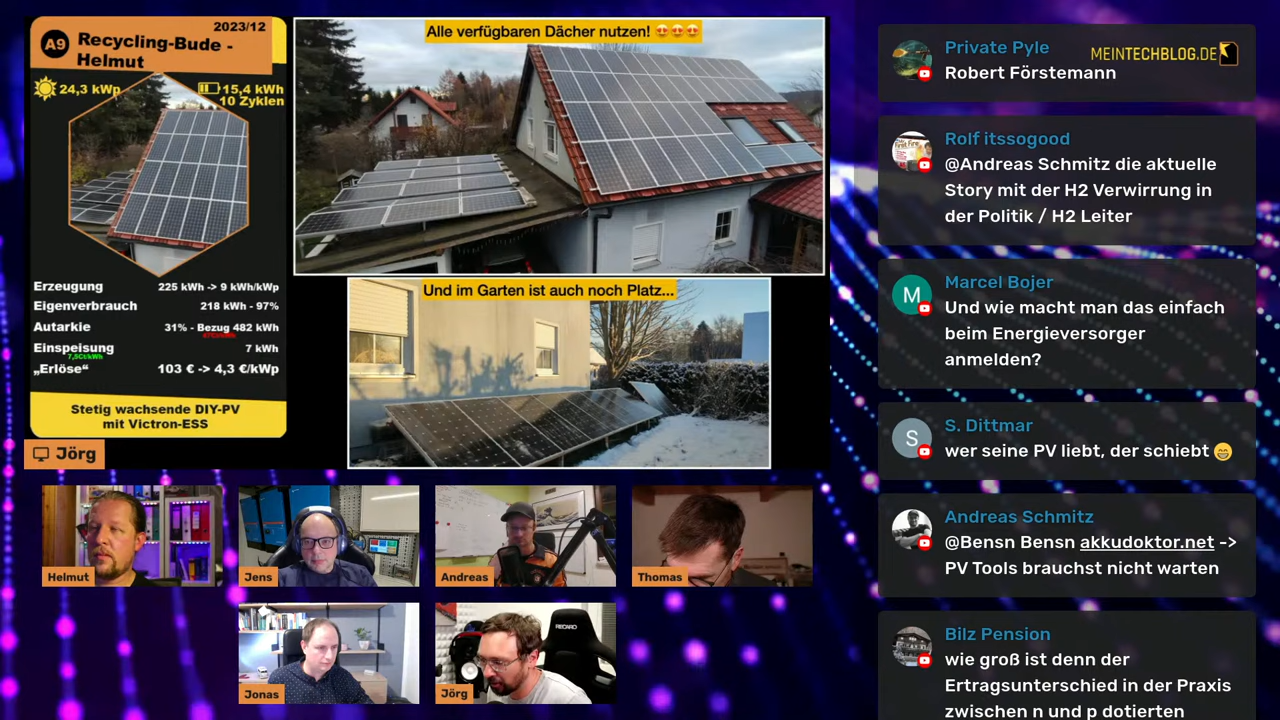 2023/12
A9
Recycling-Bude -
Helmut
24,3 kWp
15,4 kWh
10 Zyklen
Erzeugung 225 kWh -> 9 kWh/kWp
Eigenverbrauch 218 kWh - 97%
Autarkie 31% - Bezug 482 kWh
Einspeisung 7 kWh
7,5Ct/kWh
„Erlöse“ 103 € -> 4,3 €/kWp
Stetig wachsende DIY-PV
mit Victron-ESS
Jörg
Alle verfügbaren Dächer nutzen! 😍😍😍
Und im Garten ist auch noch Platz...
Helmut
Jens
Andreas
Thomas
Jonas
Jörg
RECARO
MEINTECHBLOG.DE
Private Pyle
Robert Förstemann
Rolf itssogood
@Andreas Schmitz die aktuelle
Story mit der H2 Verwirrung in
der Politik / H2 Leiter
M
Marcel Bojer
Und wie macht man das einfach
beim Energieversorger
anmelden?
S
S. Dittmar
wer seine PV liebt, der schiebt 😁
Andreas Schmitz
@Bensn Bensn akkudoktor.net ->
PV Tools brauchst nicht warten
Bilz Pension
wie groß ist denn der
Ertragsunterschied in der Praxis
zwischen n und p dotierten